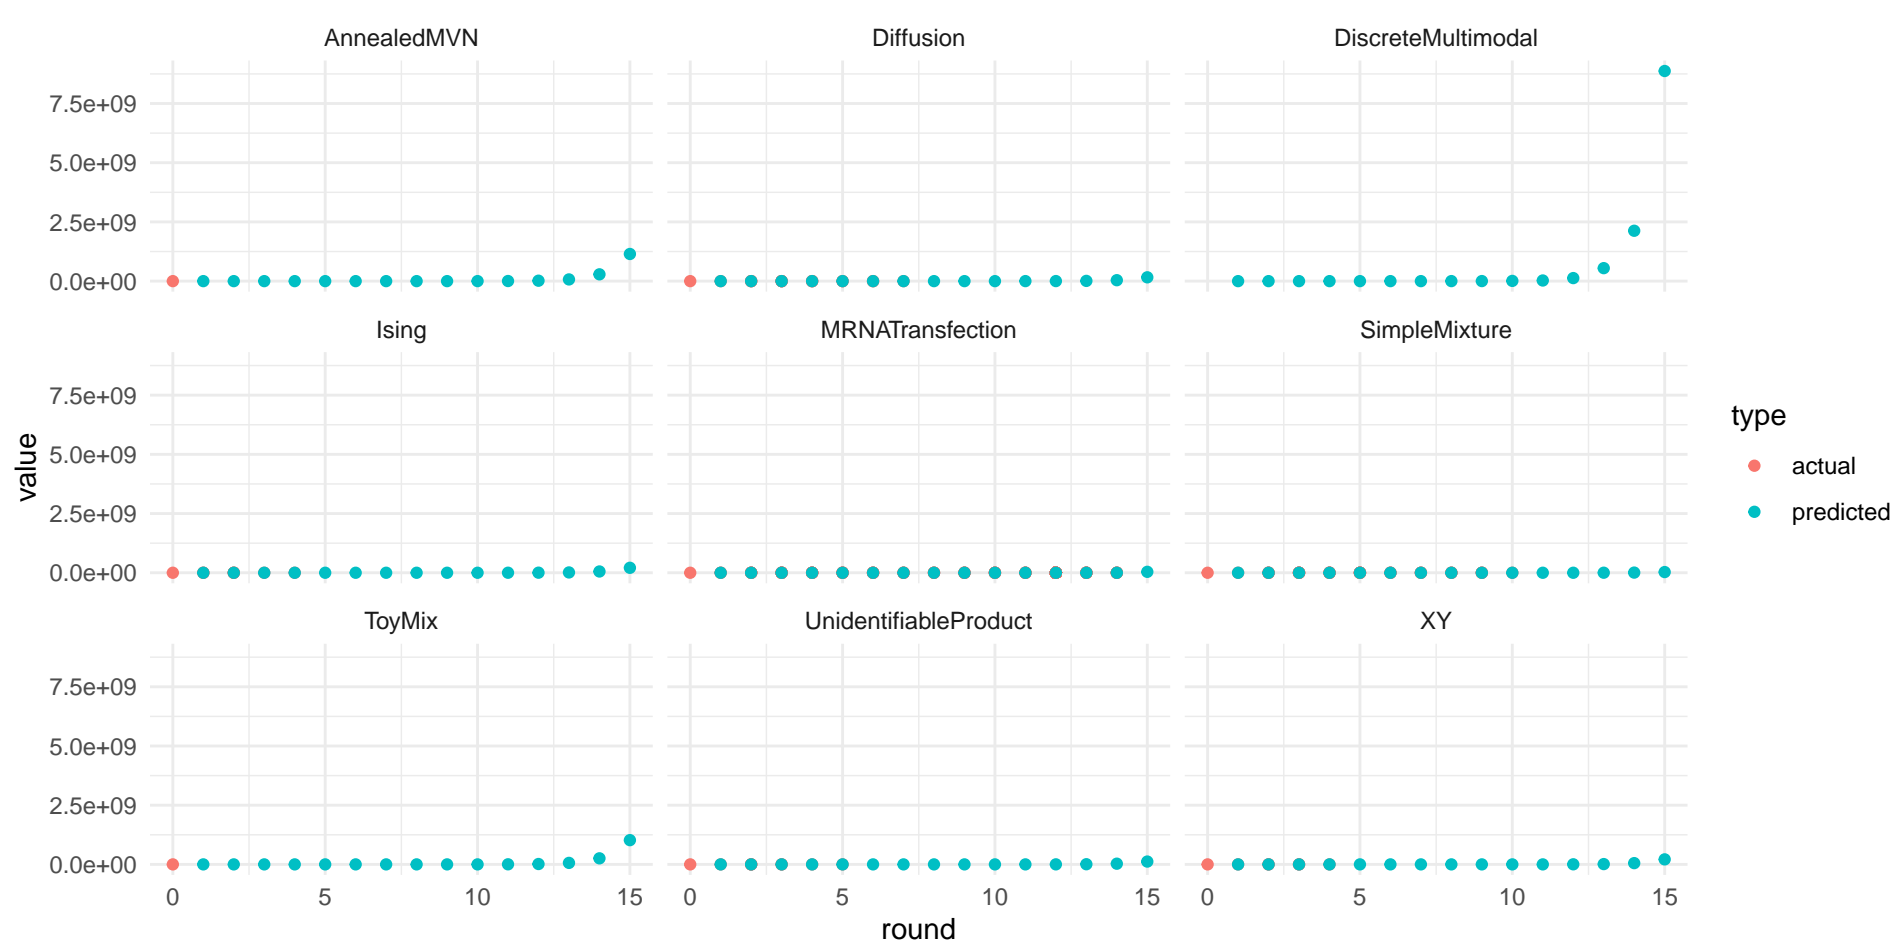 AnnealedMVN Diffusion DiscreteMultimodal
7.5e+09
5.0e+09
2.5e+09
0.0e+00
Ising MRNATransfection SimpleMixture
7.5e+09
5.0e+09
2.5e+09
0.0e+00
ToyMix UnidentifiableProduct XY
7.5e+09
5.0e+09
2.5e+09
0.0e+00
0 5 10 15 0 5 10 15 0 5 10 15
round
value
type
actual
predicted